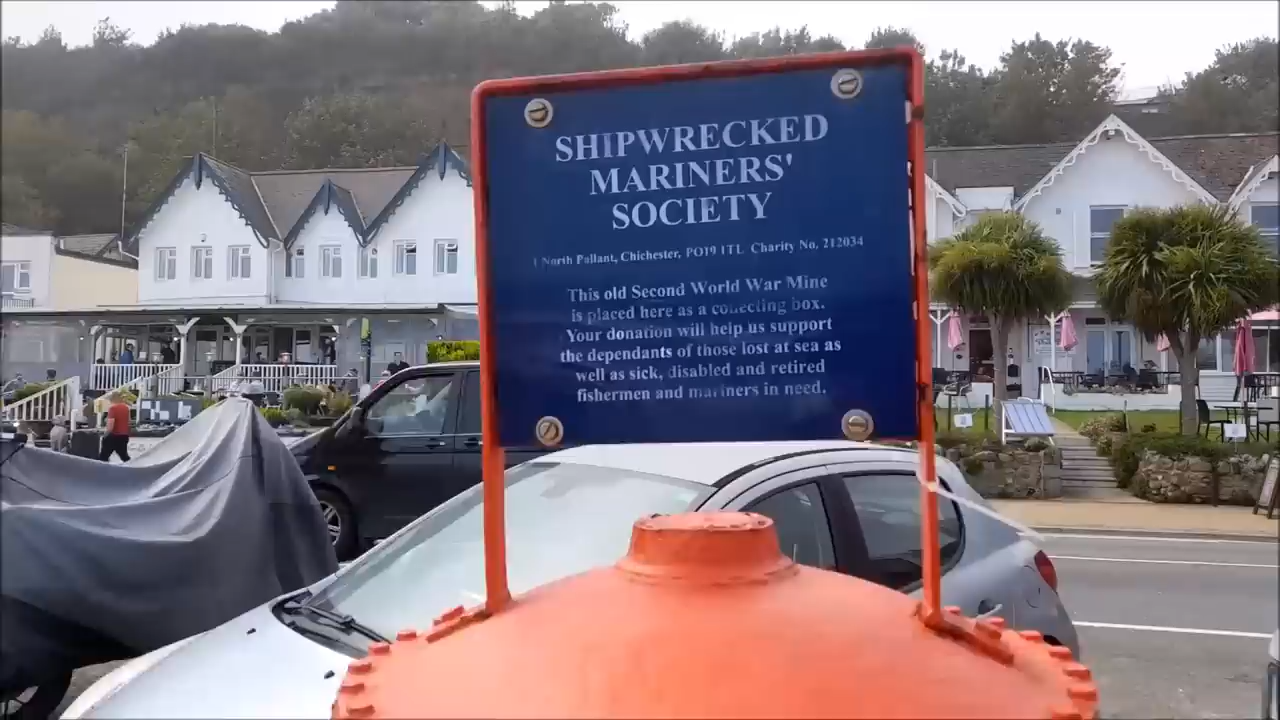 SHIPWRECKED
MARINERS'
SOCIETY
1 North Pallant, Chichester, PO19 1TL Charity No. 212034
This old Second World War Mine
is placed here as a collecting box.
Your donation will help us support
the dependants of those lost at sea as
well as sick, disabled and retired
fishermen and mariners in need.